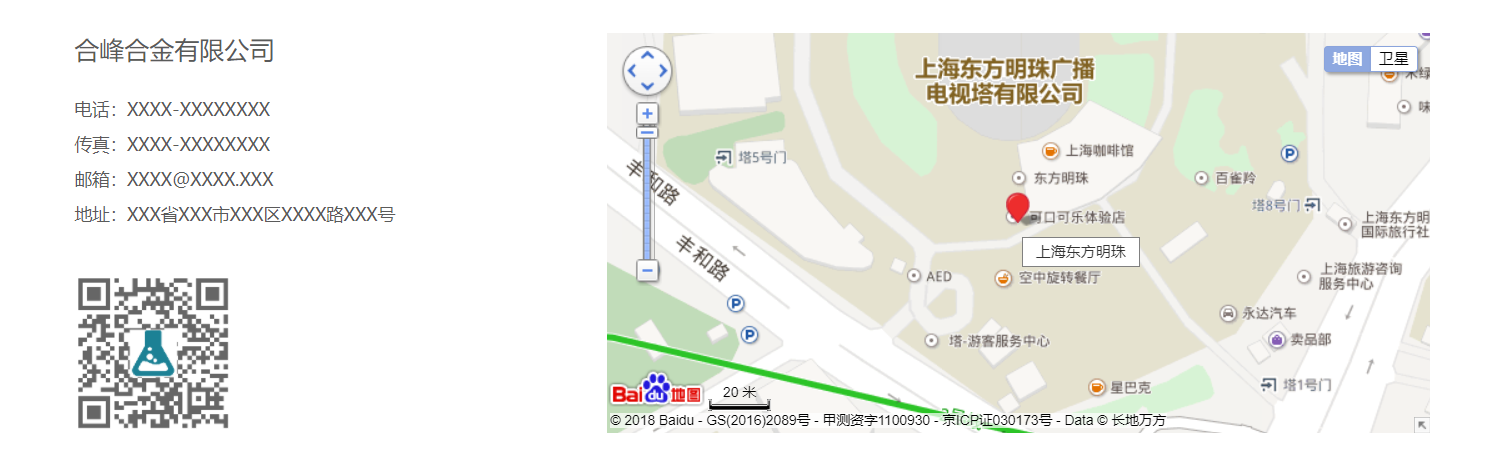 合峰合金有限公司
电话：XXXX-XXXXXXXX
传真：XXXX-XXXXXXXX
邮箱：XXXX@XXXX.XXX
地址：XXX省XXX市XXX区XXXX路XXX号
上海东方明珠广播
电视塔有限公司
地图
卫星
米绿
味
上海咖啡馆
P
塔5号门
东方明珠
百雀羚
丰和路
塔8号门
可口可乐体验店
上海东方明
国际旅行社
上海东方明珠
丰和路
AED
空中旋转餐厅
上海旅游咨询
服务中心
P
永达汽车
P
塔-游客服务中心
卖品部
星巴克
塔1号门
Bai du 地图
20 米
© 2018 Baidu - GS(2016)2089号 - 甲测资字1100930 - 京ICP证030173号 - Data © 长地万方